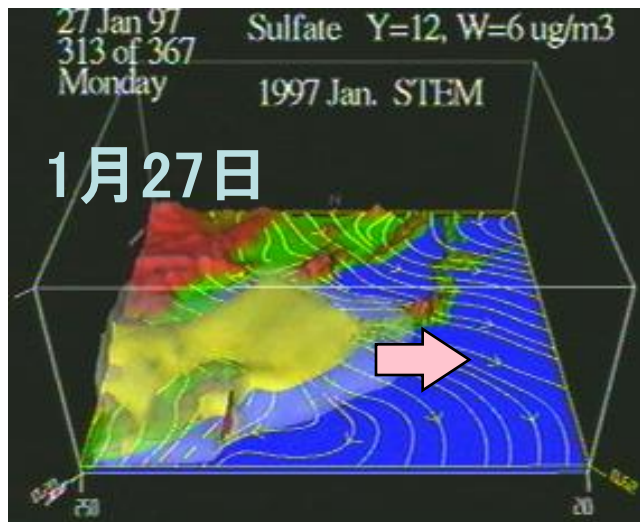 27 Jan 97
313 of 367
Monday
Sulfate Y=12, W=6 ug/m3
1997 Jan. STEM
1月27日
N
250